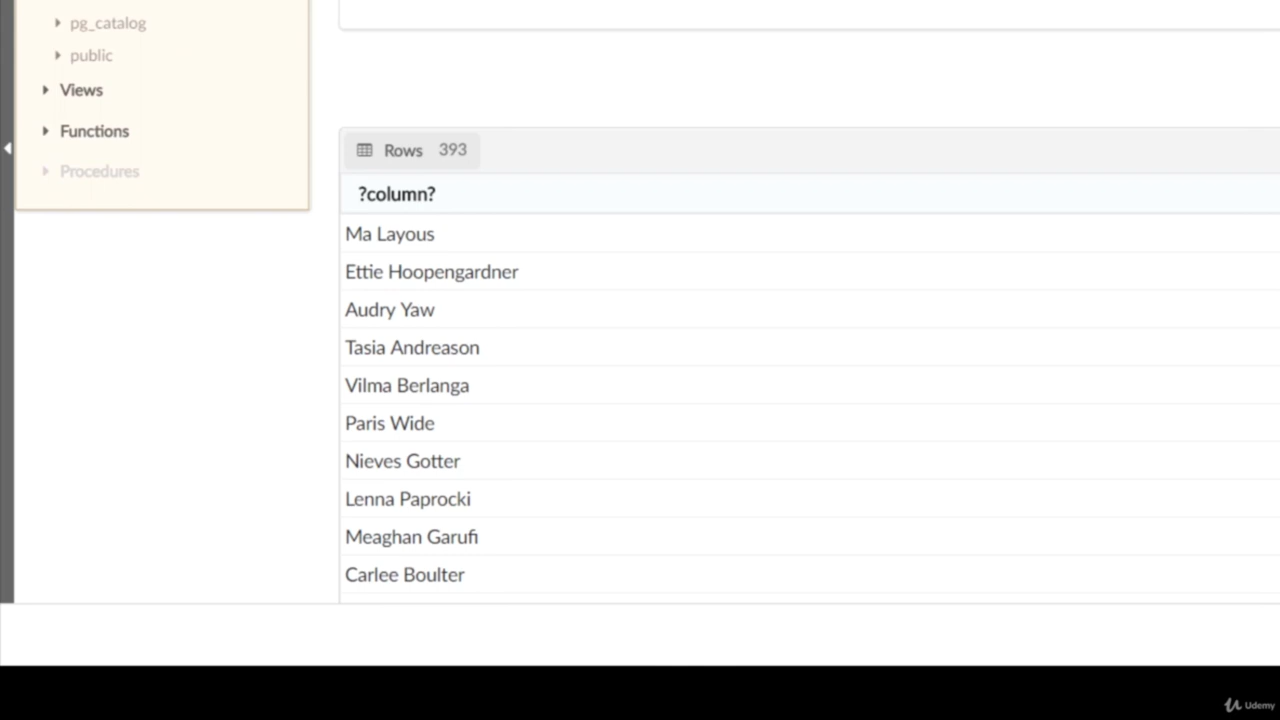 pg_catalog
public
Views
Functions
Procedures
Rows 393
?column?
Ma Layous
Ettie Hoopengardner
Audry Yaw
Tasia Andreason
Vilma Berlanga
Paris Wide
Nieves Gotter
Lenna Paprocki
Meaghan Garufi
Carlee Boulter
Udemy